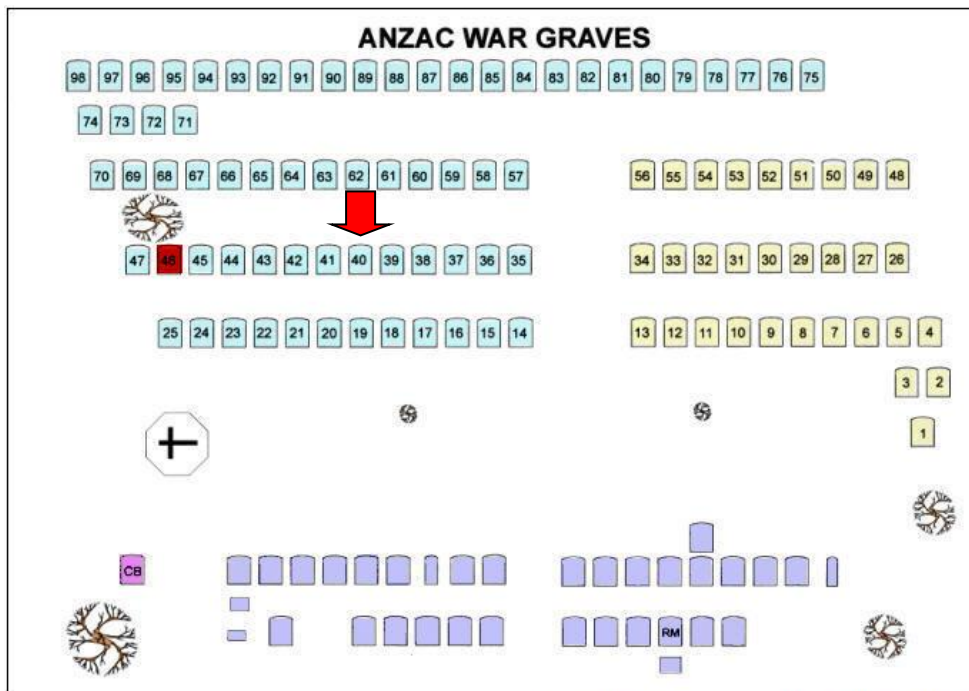 ANZAC WAR GRAVES
98 97 96 95 94 93 92 91 90 89 88 87 86 85 84 83 82 81 80 79 78 77 76 75
74 73 72 71
70 69 68 67 66 65 64 63 62 61 60 59 58 57 56 55 54 53 52 51 50 49 48
47 46 45 44 43 42 41 40 39 38 37 36 35 34 33 32 31 30 29 28 27 26
25 24 23 22 21 20 19 18 17 16 15 14 13 12 11 10 9 8 7 6 5 4
3 2
1
CB
RM